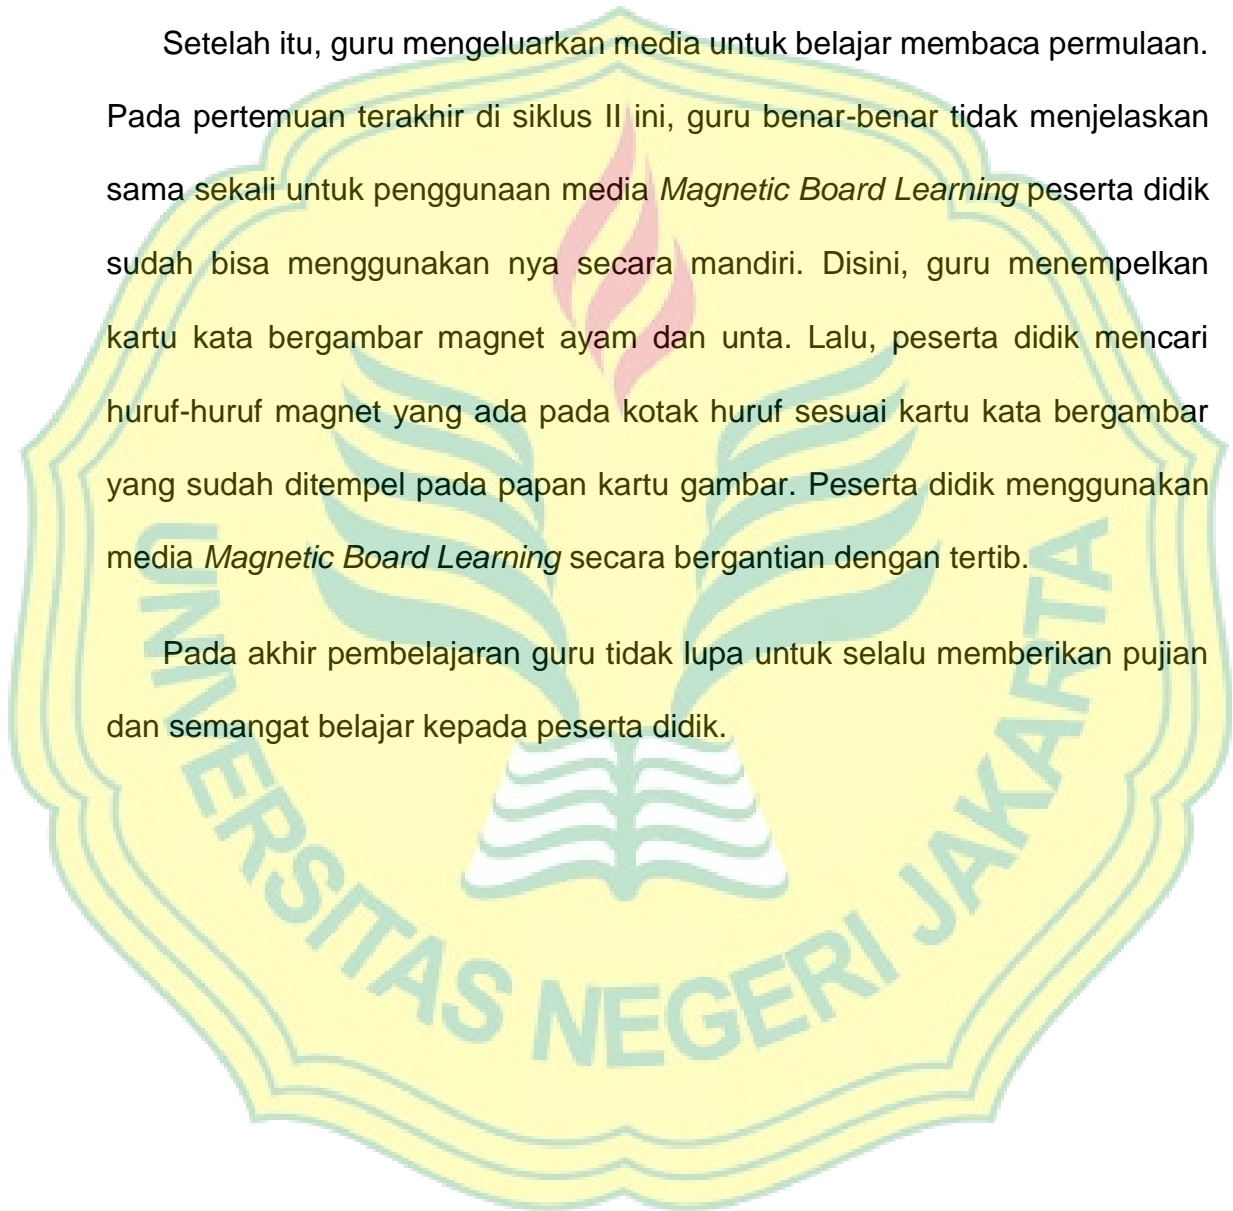 Setelah itu, guru mengeluarkan media untuk belajar membaca permulaan.
Pada pertemuan terakhir di siklus II ini, guru benar-benar tidak menjelaskan
sama sekali untuk penggunaan media Magnetic Board Learning peserta didik
sudah bisa menggunakan nya secara mandiri. Disini, guru menempelkan
kartu kata bergambar magnet ayam dan unta. Lalu, peserta didik mencari
huruf-huruf magnet yang ada pada kotak huruf sesuai kartu kata bergambar
yang sudah ditempel pada papan kartu gambar. Peserta didik menggunakan
media Magnetic Board Learning secara bergantian dengan tertib.
Pada akhir pembelajaran guru tidak lupa untuk selalu memberikan pujian
dan semangat belajar kepada peserta didik.
UNIVERSITAS NEGERI JAKARTA